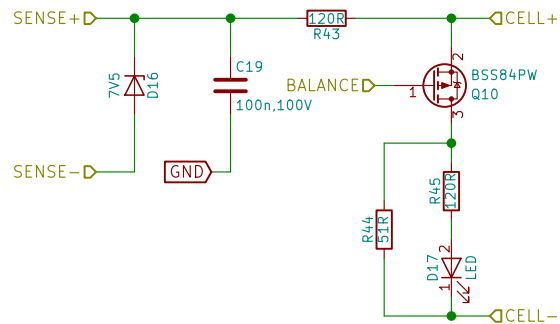 SENSE+
120R
R43
CELL+
7V5
D16
C19
100n,100V
BALANCE
1
2
3
BSS84PW
Q10
SENSE-
GND
R44
51R
R45
120R
D17
2
1
LED
CELL-